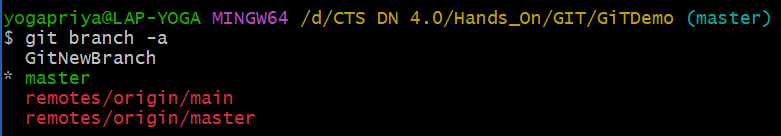 yogapriya@LAP-YOGA MINGW64 /d/CTS DN 4.0/Hands_On/GIT/GiTDemo (master)
$ git branch -a
  GitNewBranch
* master
  remotes/origin/main
  remotes/origin/master